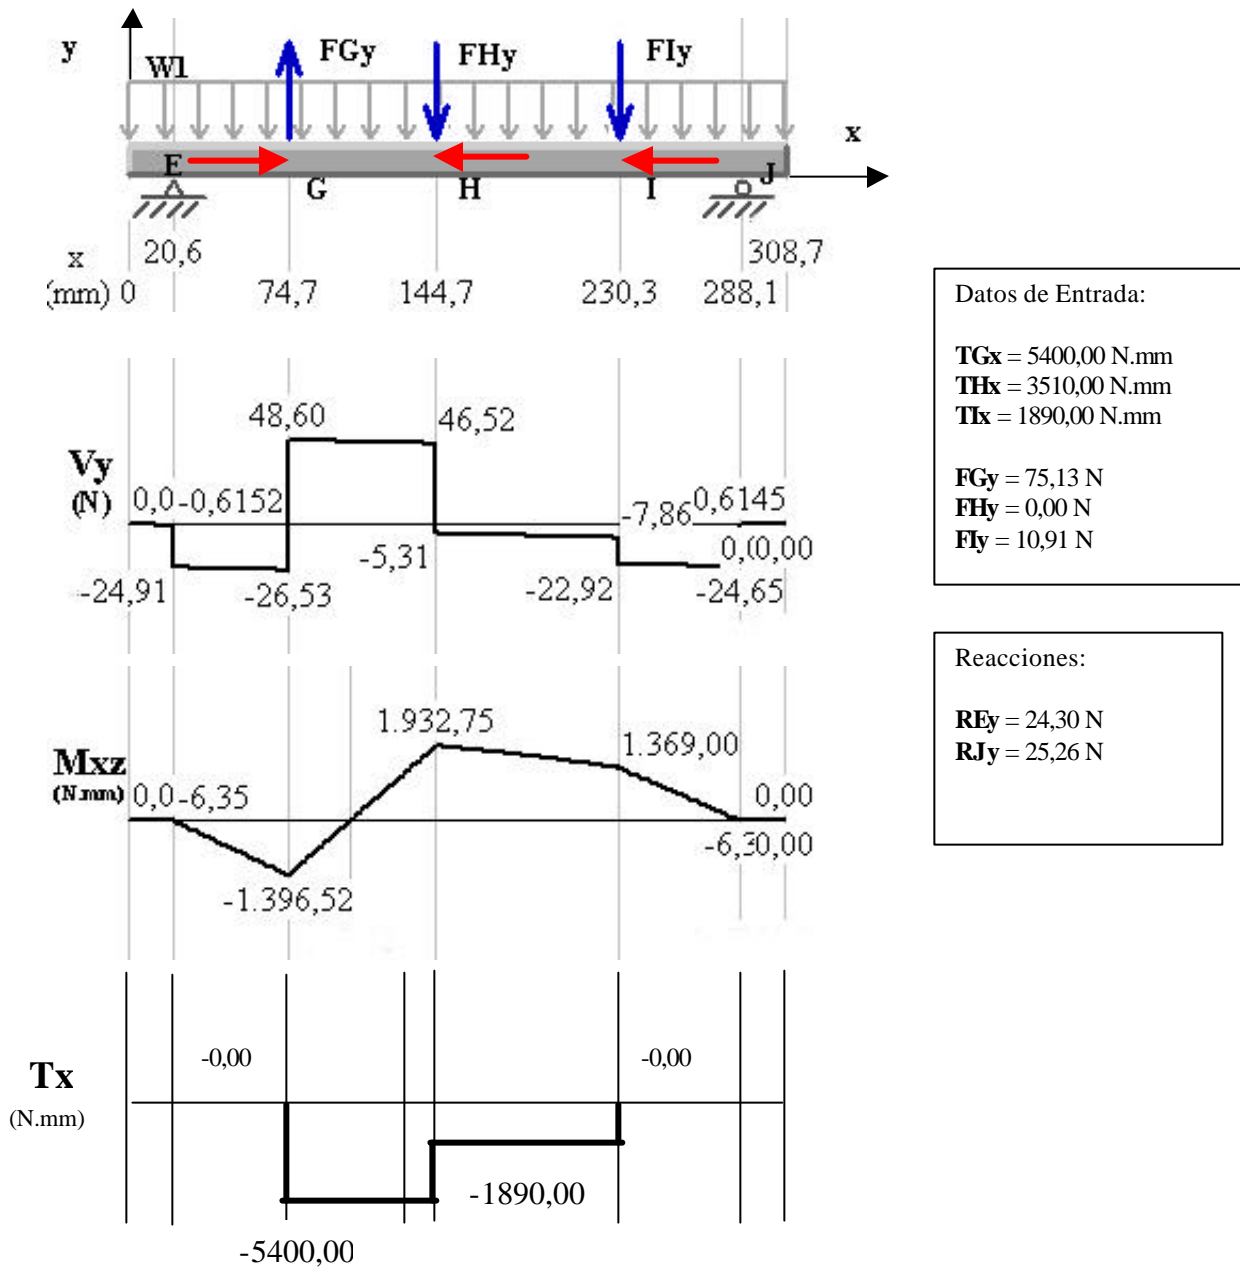 y
W1
FGy
FHy
FIy
x
E
G
H
I
J
x
(mm)
0
20,6
74,7
144,7
230,3
288,1
308,7
Datos de Entrada:
TGx = 5400,00 N.mm
THx = 3510,00 N.mm
TIx = 1890,00 N.mm
FGy = 75,13 N
FHy = 0,00 N
FIy = 10,91 N
Vy
(N)
0,0
-0,6152
48,60
46,52
-7,86
0,6145
-24,91
-26,53
-5,31
-22,92
0,00,00
-24,65
Reacciones:
REy = 24,30 N
RJy = 25,26 N
Mxz
(N.mm)
0,0
-6,35
1.932,75
1.369,00
0,00
-1.396,52
-6,30,00
Tx
(N.mm)
-0,00
-0,00
-1890,00
-5400,00